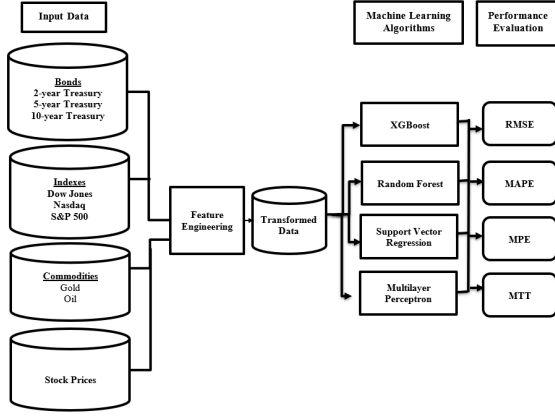 Input Data
Machine Learning
Algorithms
Performance
Evaluation
Bonds
2-year Treasury
5-year Treasury
10-year Treasury
Indexes
Dow Jones
Nasdaq
S&P 500
Commodities
Gold
Oil
Stock Prices
Feature
Engineering
Transformed
Data
XGBoost
Random Forest
Support Vector
Regression
Multilayer
Perceptron
RMSE
MAPE
MPE
MTT